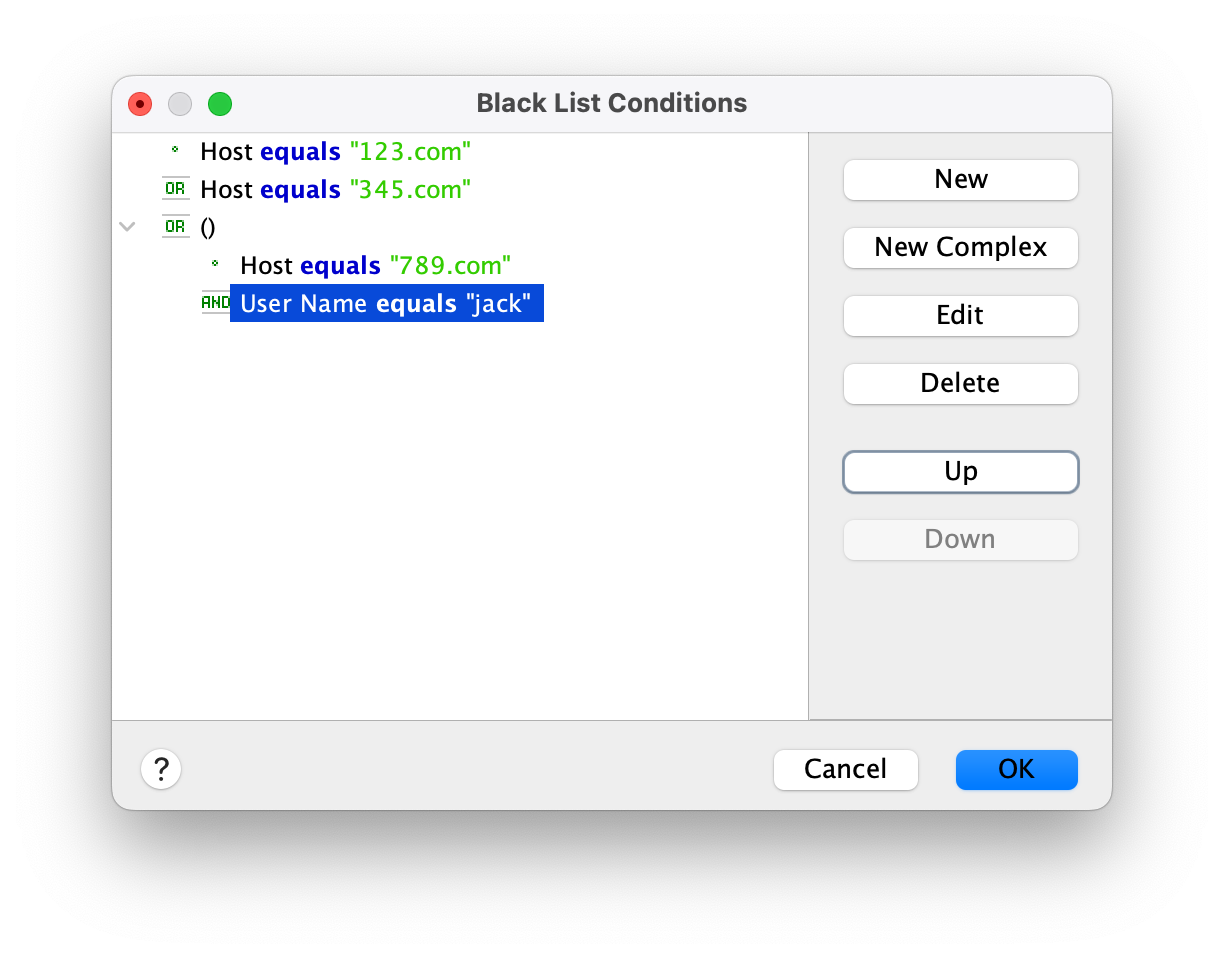 Black List Conditions
Host equals "123.com"
OR Host equals "345.com"
OR ()
Host equals "789.com"
AND User Name equals "jack"
New
New Complex
Edit
Delete
Up
Down
?
Cancel
OK